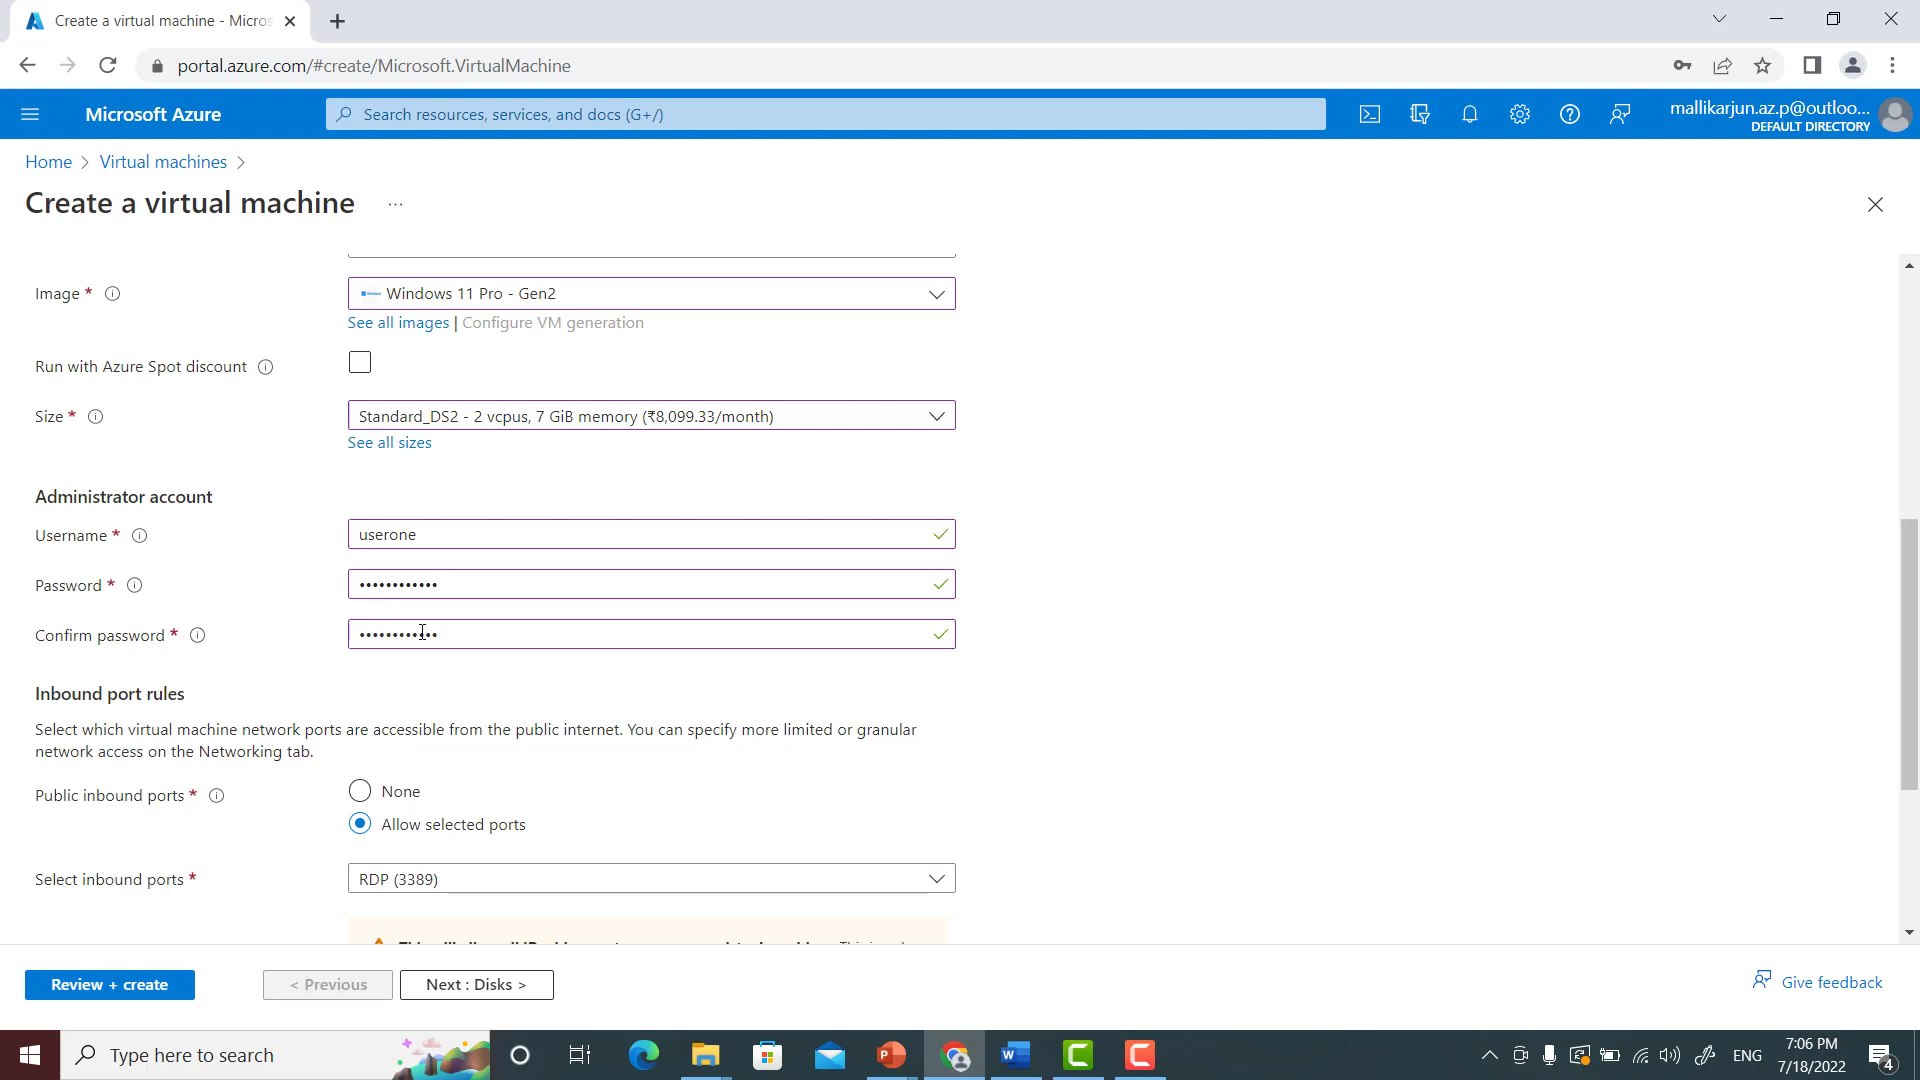 Create a virtual machine - Micros
portal.azure.com/#create/Microsoft.VirtualMachine
Microsoft Azure
Search resources, services, and docs (G+/)
mallikarjun.az.p@outloo...
DEFAULT DIRECTORY
Home > Virtual machines >
Create a virtual machine ...
Image *
Windows 11 Pro - Gen2
See all images | Configure VM generation
Run with Azure Spot discount
Size *
Standard_DS2 - 2 vcpus, 7 GiB memory (₹8,099.33/month)
See all sizes
Administrator account
Username *
userone
Password *
••••••••••••
Confirm password *
••••••••••••
Inbound port rules
Select which virtual machine network ports are accessible from the public internet. You can specify more limited or granular
network access on the Networking tab.
Public inbound ports *
None
Allow selected ports
Select inbound ports *
RDP (3389)
Review + create
< Previous
Next : Disks >
Give feedback
Type here to search
ENG
7:06 PM
7/18/2022
4